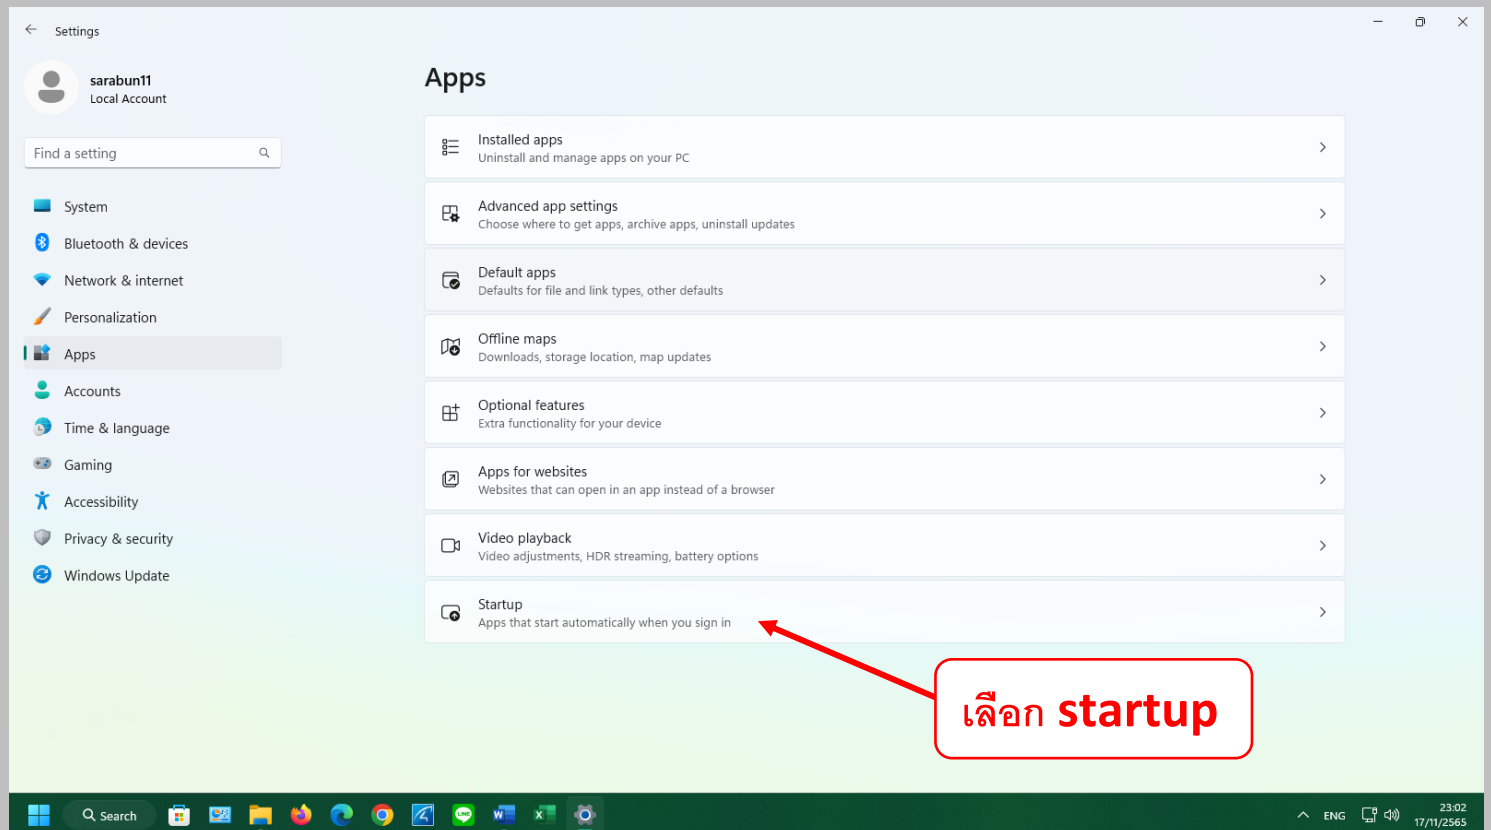 Settings
sarabun11
Local Account
Find a setting
System
Bluetooth & devices
Network & internet
Personalization
Apps
Accounts
Time & language
Gaming
Accessibility
Privacy & security
Windows Update
Apps
Installed apps
Uninstall and manage apps on your PC
Advanced app settings
Choose where to get apps, archive apps, uninstall updates
Default apps
Defaults for file and link types, other defaults
Offline maps
Downloads, storage location, map updates
Optional features
Extra functionality for your device
Apps for websites
Websites that can open in an app instead of a browser
Video playback
Video adjustments, HDR streaming, battery options
Startup
Apps that start automatically when you sign in
เลือก startup
Search
LINE
W
X
ENG
23:02
17/11/2565